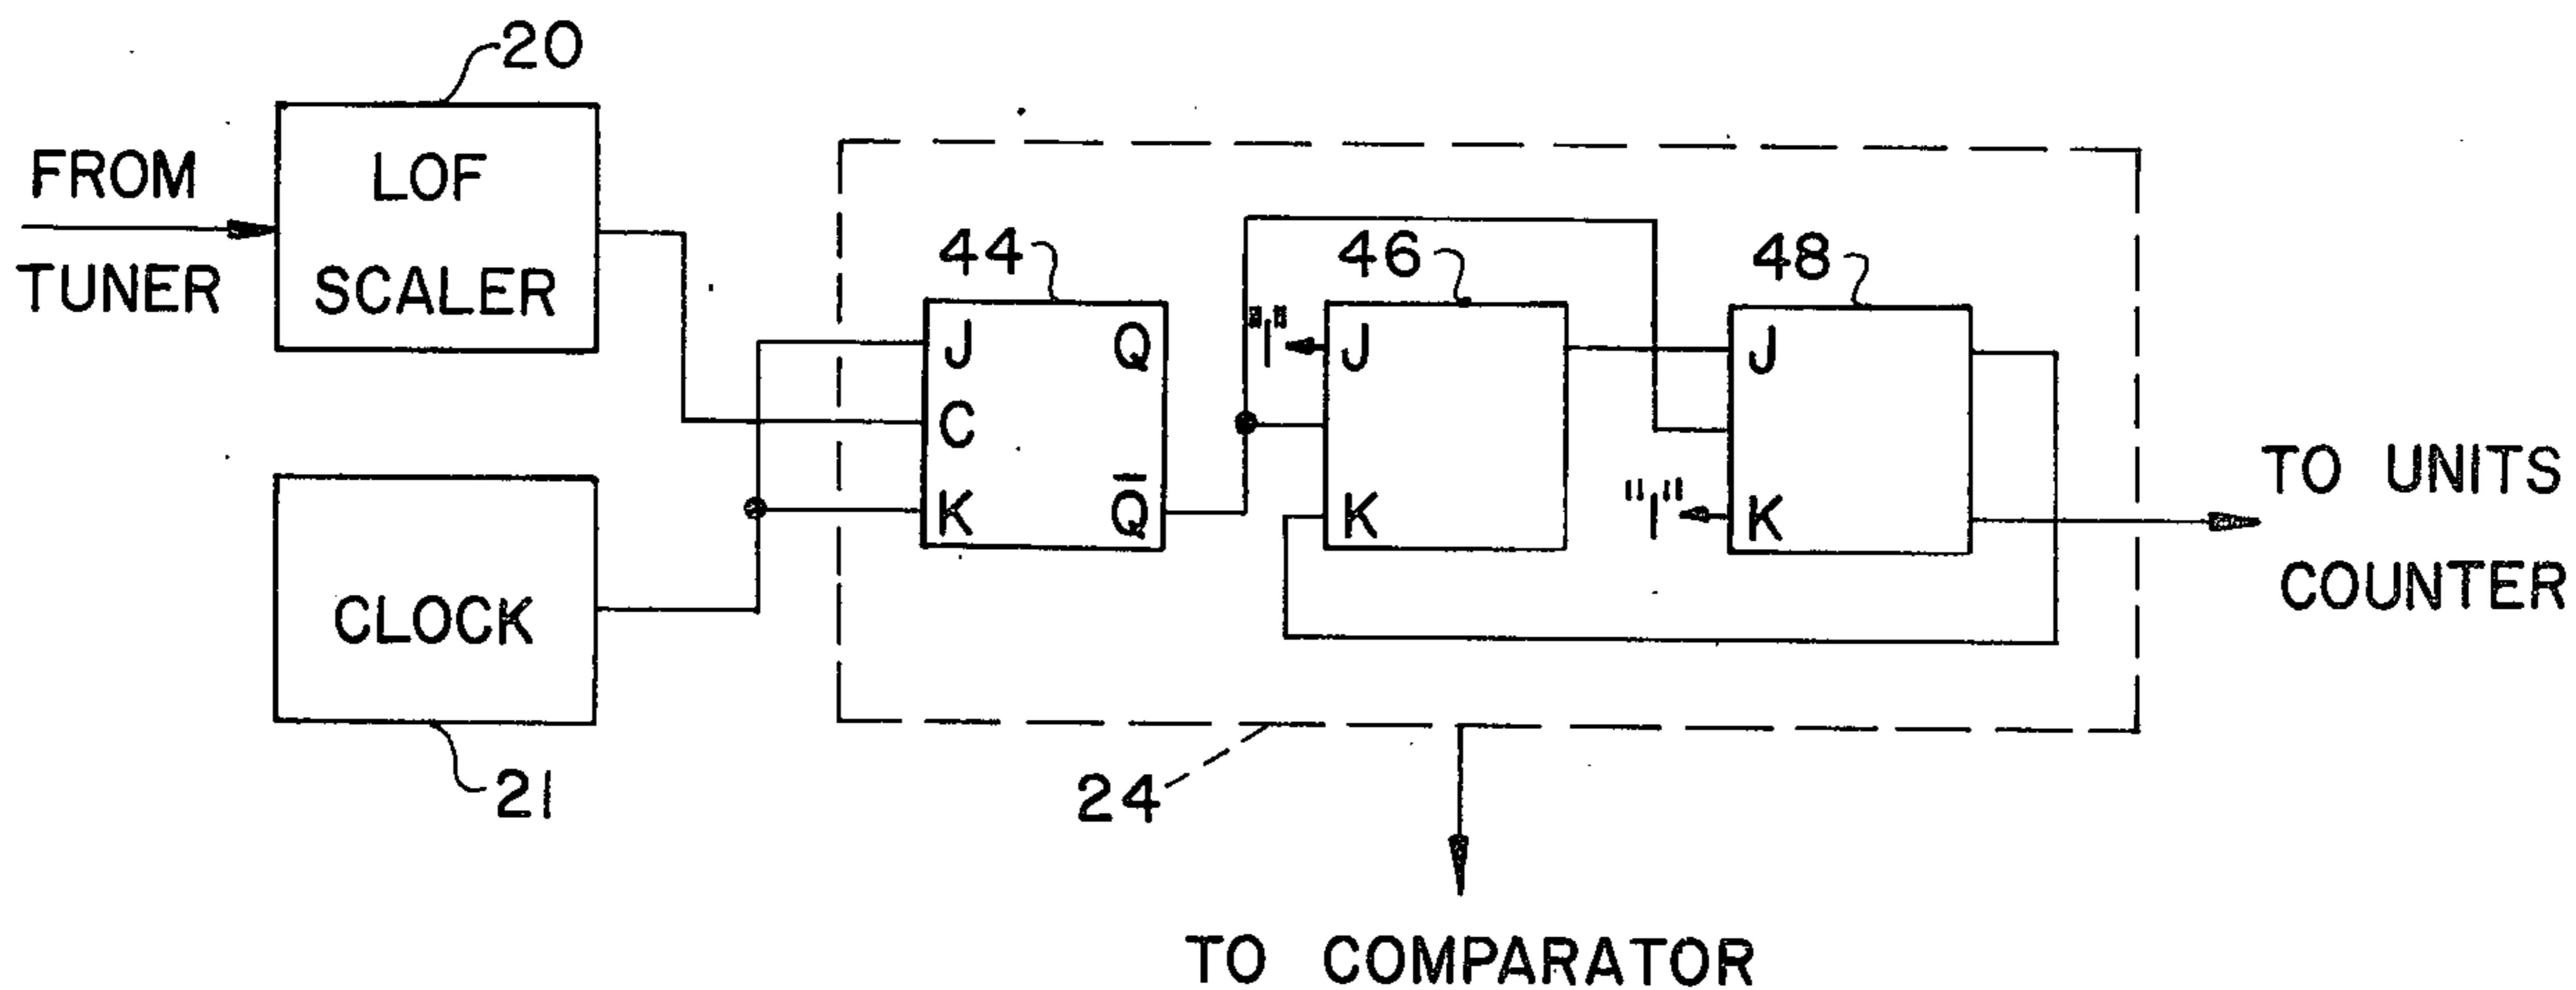 20
FROM
TUNER
LOF
SCALER
CLOCK
21
44
J Q
C
K Q̅
46
"1" J
K
48
J
"1" K
24
TO UNITS
COUNTER
TO COMPARATOR